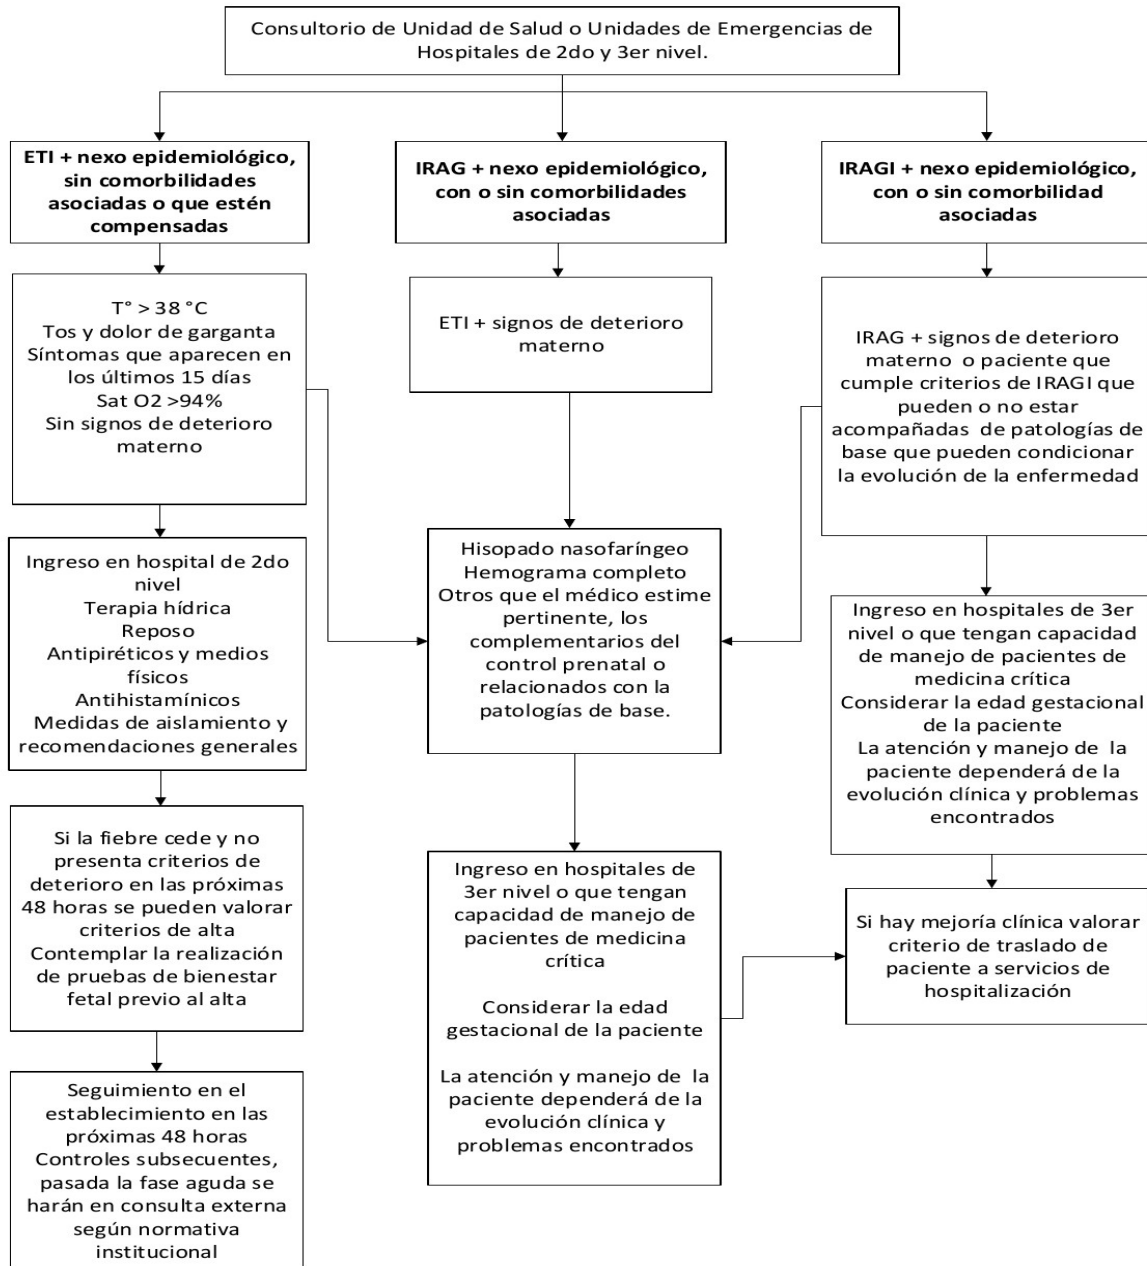 Consultorio de Unidad de Salud o Unidades de Emergencias de
Hospitales de 2do y 3er nivel.
ETI + nexo epidemiológico,
sin comorbilidades
asociadas o que estén
compensadas
IRAG + nexo epidemiológico,
con o sin comorbilidades
asociadas
IRAGI + nexo epidemiológico,
con o sin comorbilidad
asociadas
T° > 38 °C
Tos y dolor de garganta
Síntomas que aparecen en
los últimos 15 días
Sat O2 >94%
Sin signos de deterioro
materno
ETI + signos de deterioro
materno
IRAG + signos de deterioro
materno o paciente que
cumple criterios de IRAGI que
pueden o no estar
acompañadas de patologías de
base que pueden condicionar
la evolución de la enfermedad
Ingreso en hospital de 2do
nivel
Terapia hídrica
Reposo
Antipiréticos y medios
físicos
Antihistamínicos
Medidas de aislamiento y
recomendaciones generales
Hisopado nasofaríngeo
Hemograma completo
Otros que el médico estime
pertinente, los
complementarios del
control prenatal o
relacionados con la
patologías de base.
Ingreso en hospitales de 3er
nivel o que tengan capacidad
de manejo de pacientes de
medicina crítica
Considerar la edad gestacional
de la paciente
La atención y manejo de la
paciente dependerá de la
evolución clínica y problemas
encontrados
Si la fiebre cede y no
presenta criterios de
deterioro en las próximas
48 horas se pueden valorar
criterios de alta
Contemplar la realización
de pruebas de bienestar
fetal previo al alta
Ingreso en hospitales de
3er nivel o que tengan
capacidad de manejo de
pacientes de medicina
crítica
Considerar la edad
gestacional de la paciente
La atención y manejo de la
paciente dependerá de la
evolución clínica y
problemas encontrados
Si hay mejoría clínica valorar
criterio de traslado de
paciente a servicios de
hospitalización
Seguimiento en el
establecimiento en las
próximas 48 horas
Controles subsecuentes,
pasada la fase aguda se
harán en consulta externa
según normativa
institucional